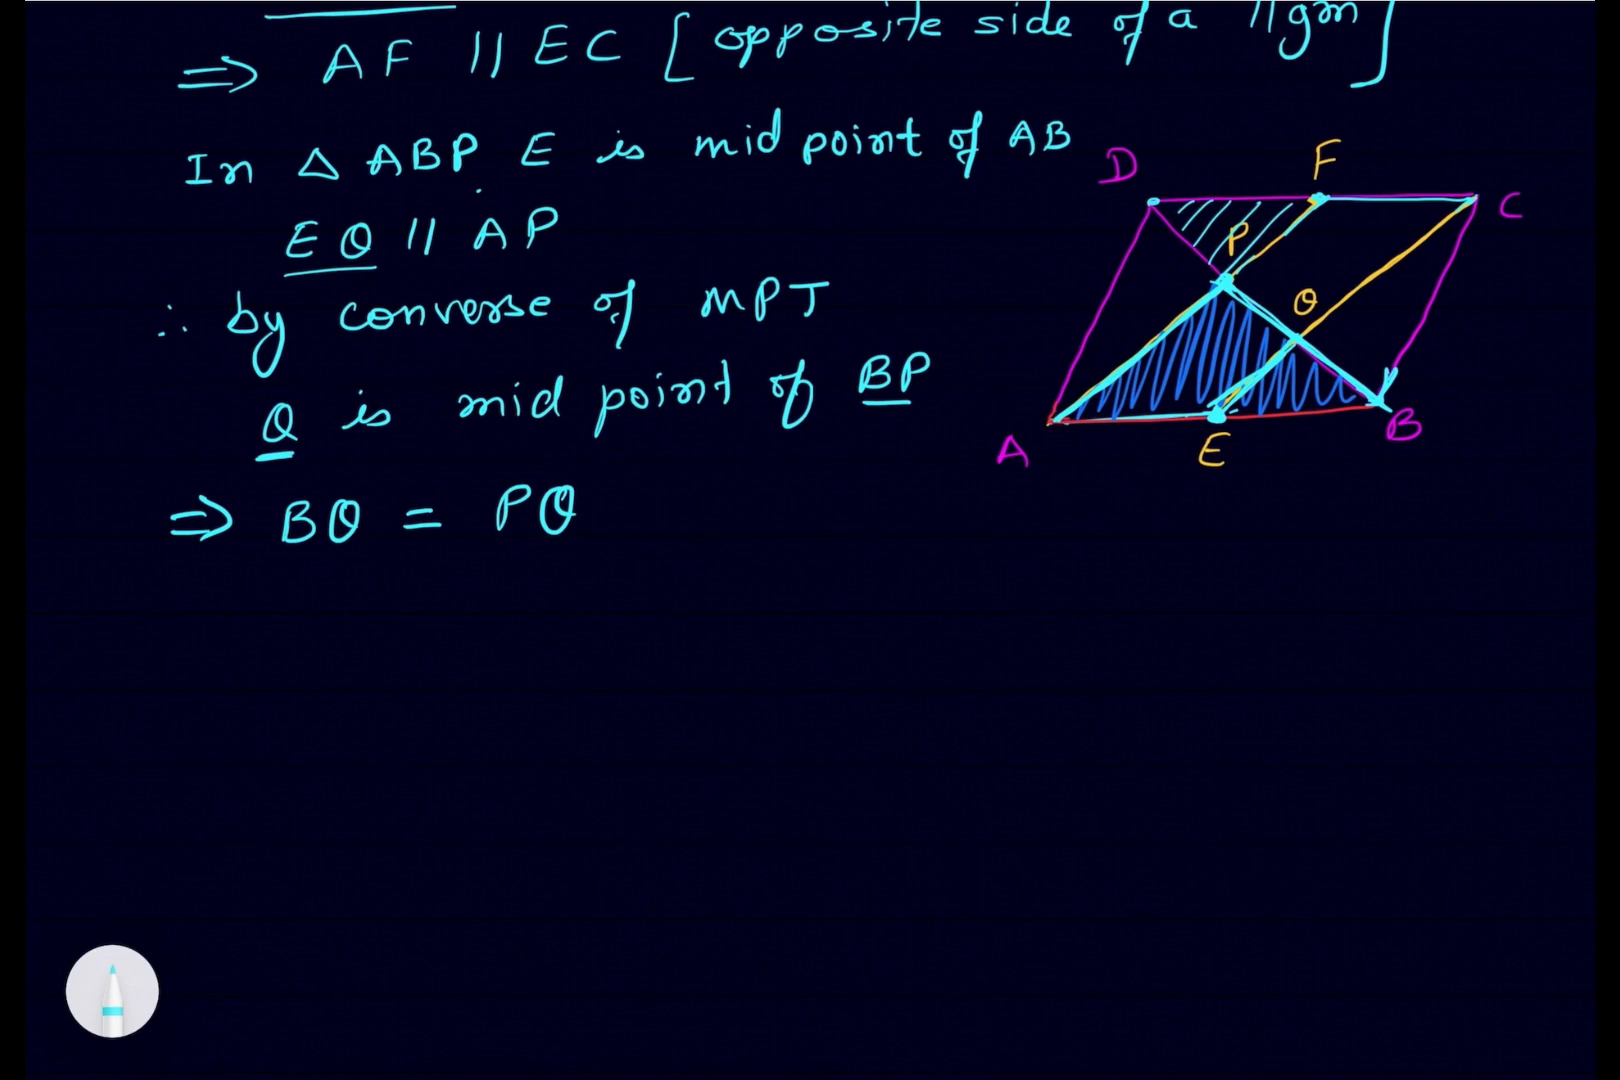 ⇒ AF || EC [opposite side of a ||gm]
In △ ABP, E is mid point of AB
EQ || AP
∴ by converse of MPT
Q is mid point of BP
⇒ BQ = PQ
D
F
C
P
Q
A
E
B